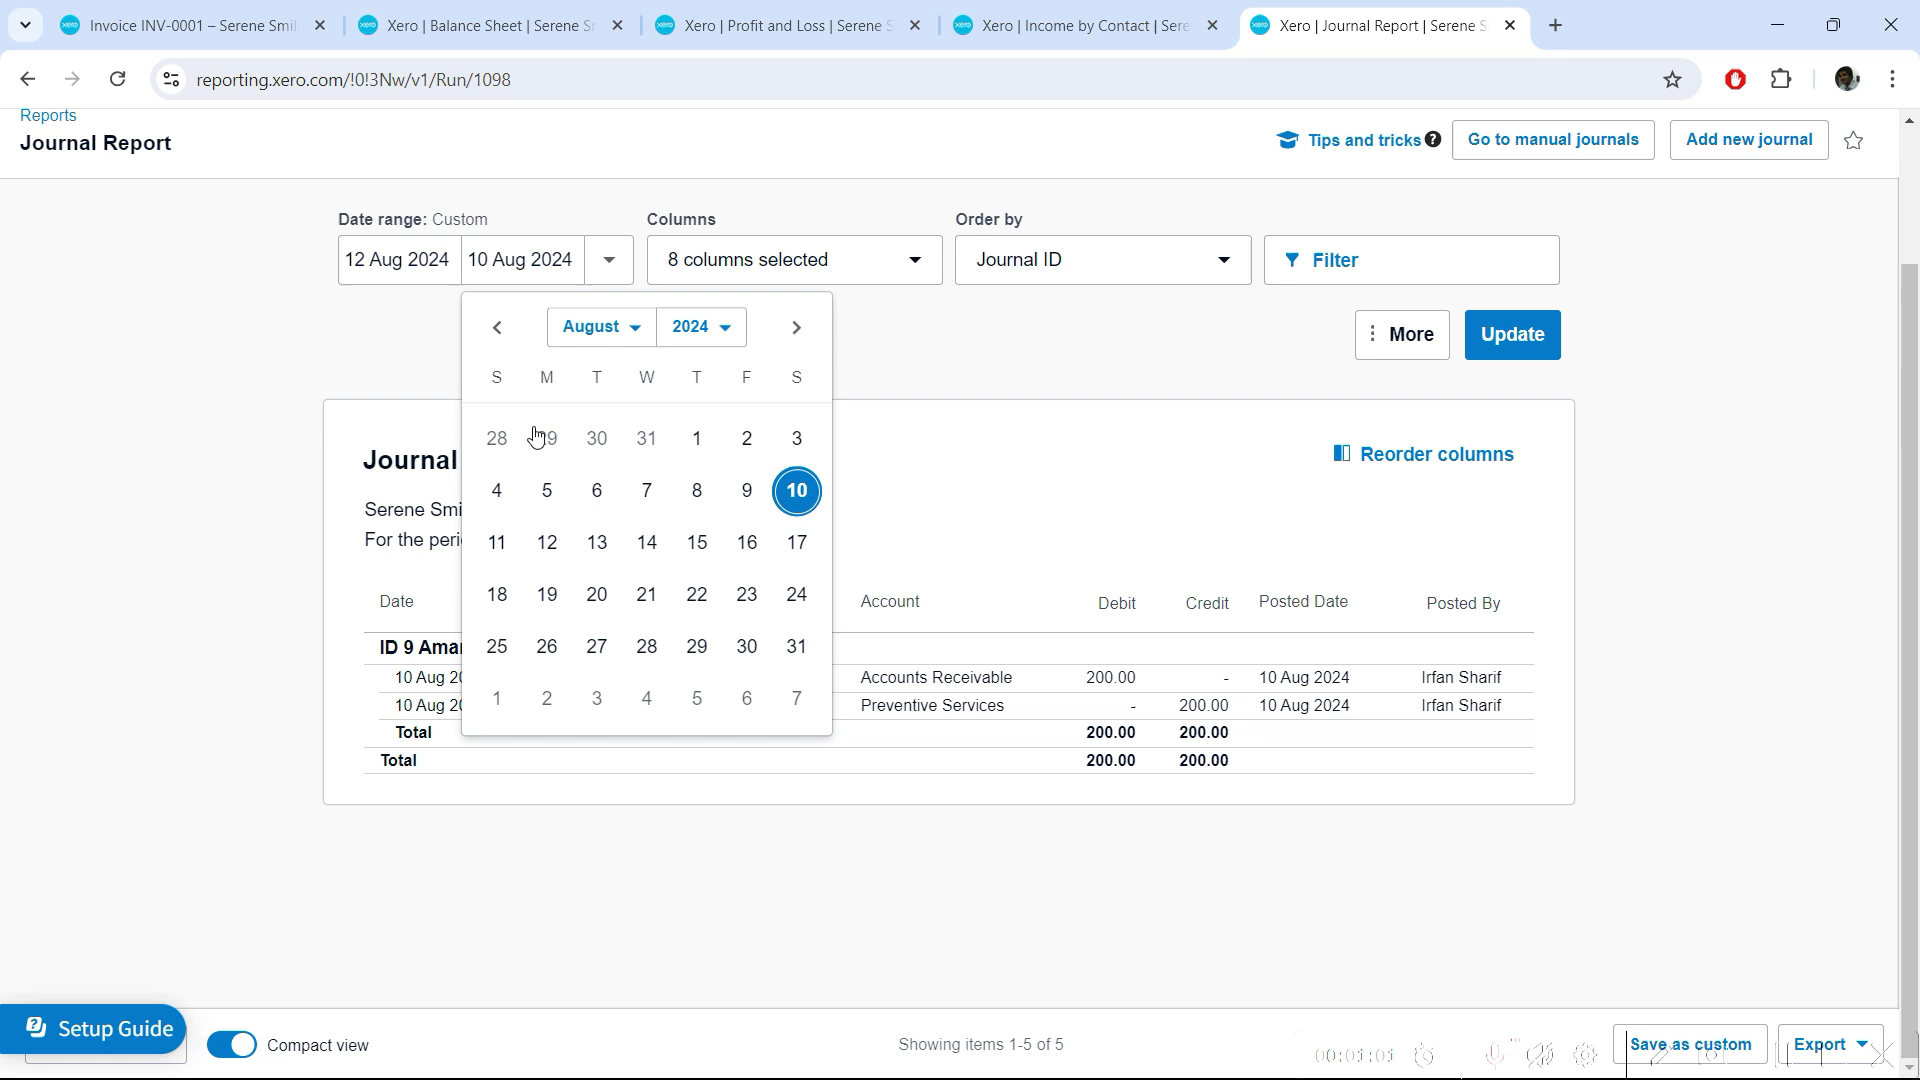 Invoice INV-0001 – Serene Smil
Xero | Balance Sheet | Serene Sr
Xero | Profit and Loss | Serene S
Xero | Income by Contact | Sere
Xero | Journal Report | Serene S
reporting.xero.com/!0!3Nw/v1/Run/1098
Reports
Journal Report
Tips and tricks
Go to manual journals
Add new journal
Date range: Custom
Columns
Order by
12 Aug 2024
10 Aug 2024
8 columns selected
Journal ID
Filter
August
2024
More
Update
S M T W T F S
28 29 30 31 1 2 3
4 5 6 7 8 9 10
11 12 13 14 15 16 17
18 19 20 21 22 23 24
25 26 27 28 29 30 31
1 2 3 4 5 6 7
Journal
Reorder columns
Serene Smi
For the peri
Date Account Debit Credit Posted Date Posted By
ID 9 Amar
10 Aug 20 Accounts Receivable 200.00 - 10 Aug 2024 Irfan Sharif
10 Aug 20 Preventive Services - 200.00 10 Aug 2024 Irfan Sharif
Total 200.00 200.00
Total 200.00 200.00
Setup Guide
Compact view
Showing items 1-5 of 5
00:01:01
Save as custom
Export